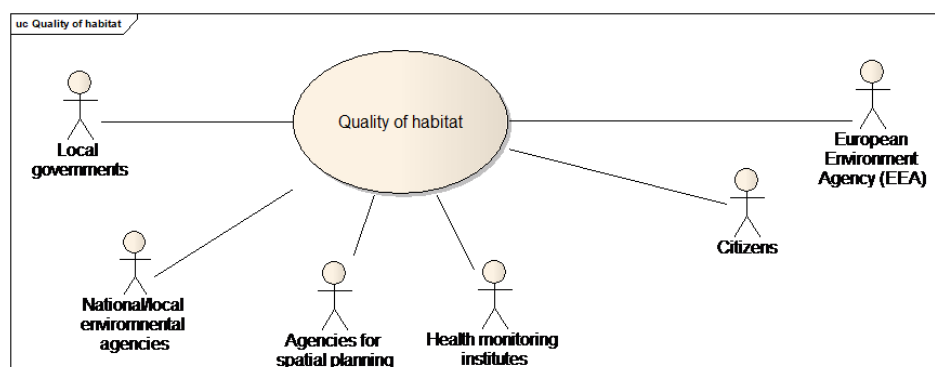 uc Quality of habitat
Quality of habitat
Local
governments
European
Environment
Agency (EEA)
Citizens
National/local
enviromnental
agencies
Agencies for
spatial planning
Health monitoring
institutes